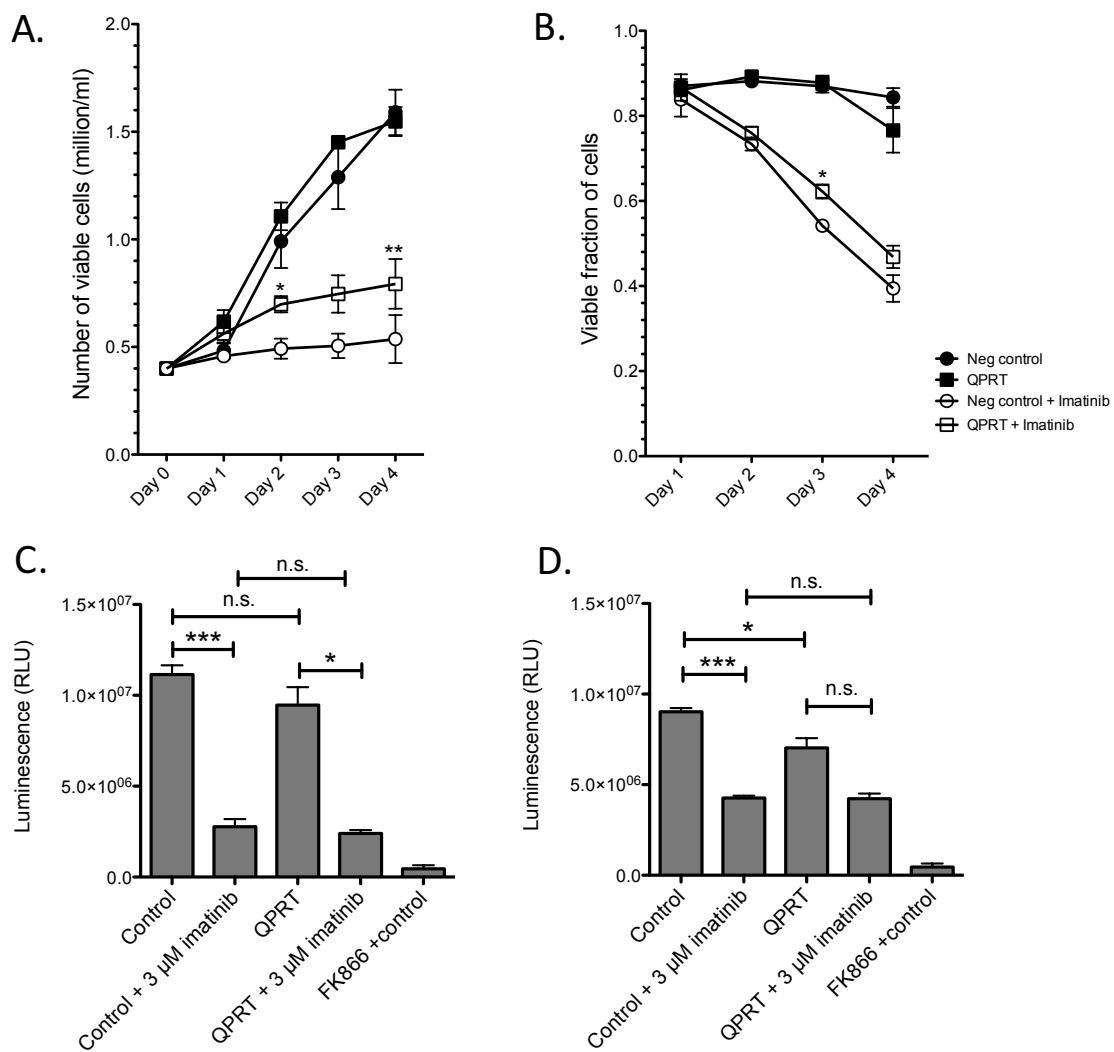 A.
Number of viable cells (million/ml)
2.0
1.5
1.0
0.5
0.0
*
**
Day 0
Day 1
Day 2
Day 3
Day 4
B.
Viable fraction of cells
1.0
0.8
0.6
0.4
0.2
0.0
*
Day 1
Day 2
Day 3
Day 4
Neg control
QPRT
Neg control + Imatinib
QPRT + Imatinib
C.
Luminescence (RLU)
1.5×10⁰⁷
1.0×10⁰⁷
5.0×10⁰⁶
0.0
n.s.
n.s.
***
*
Control
Control + 3 µM imatinib
QPRT
QPRT + 3 µM imatinib
FK866 +control
D.
Luminescence (RLU)
1.5×10⁰⁷
1.0×10⁰⁷
5.0×10⁰⁶
0.0
n.s.
*
***
n.s.
Control
Control + 3 µM imatinib
QPRT
QPRT + 3 µM imatinib
FK866 +control